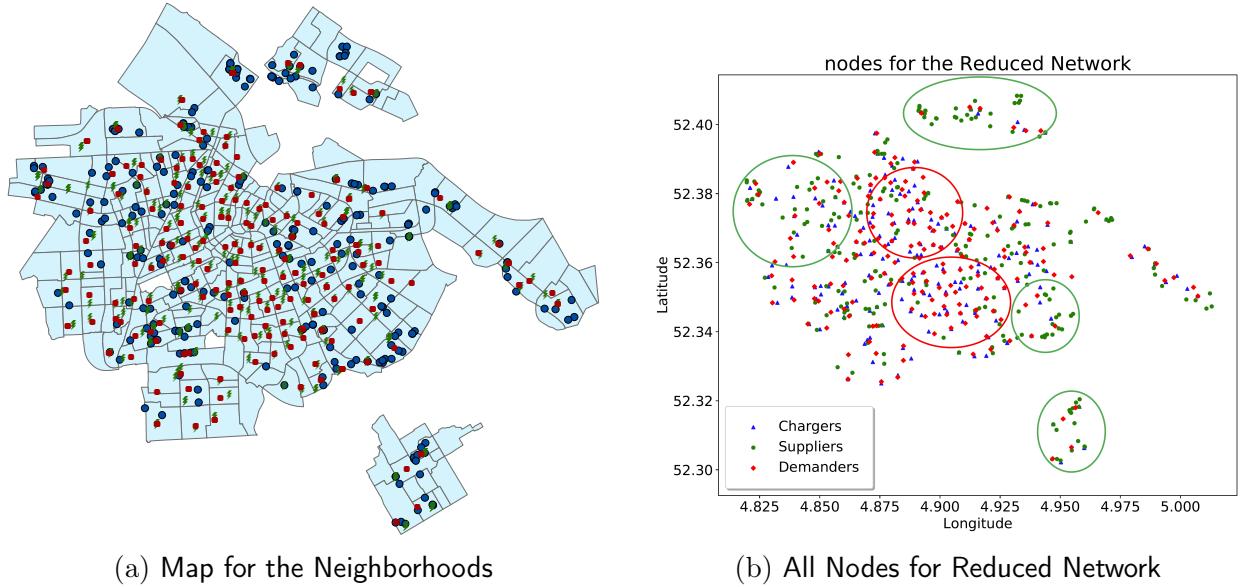 nodes for the Reduced Network
52.40
52.38
52.36
52.34
52.32
52.30
Latitude
Chargers
Suppliers
Demanders
4.825 4.850 4.875 4.900 4.925 4.950 4.975 5.000
Longitude
(a) Map for the Neighborhoods
(b) All Nodes for Reduced Network